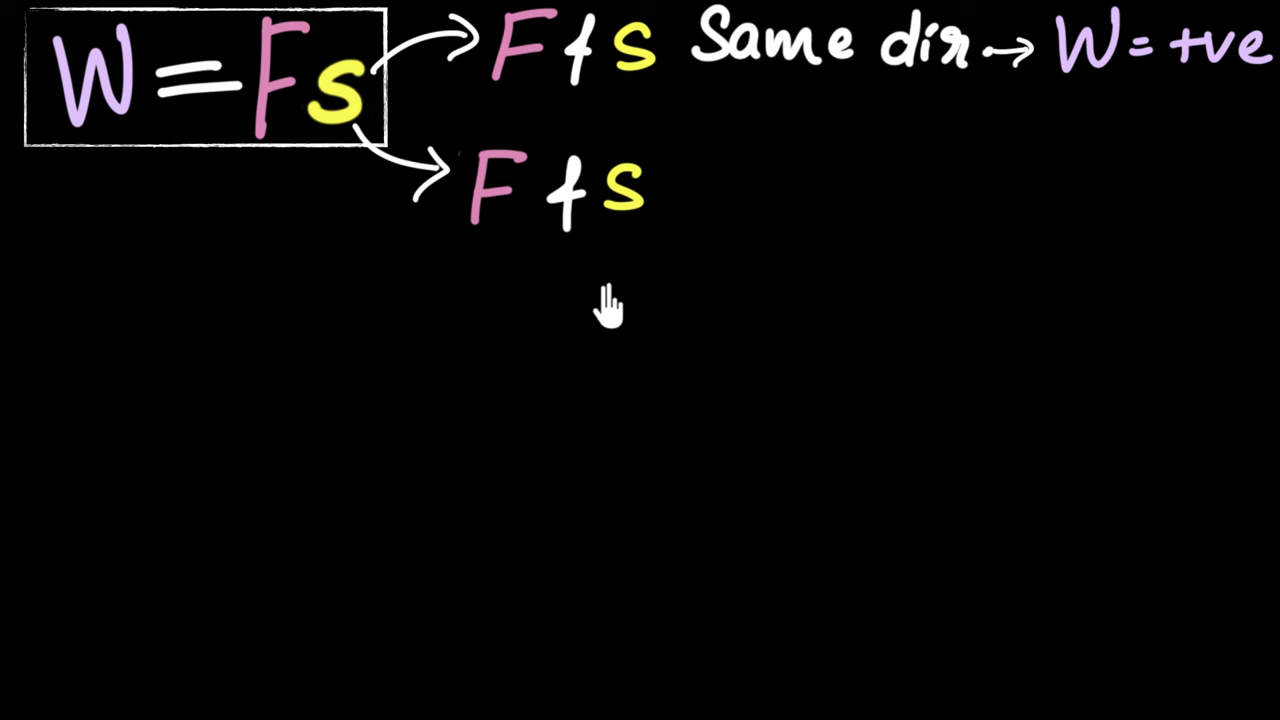 W = Fs
F & s Same dir → W = +ve
F & s